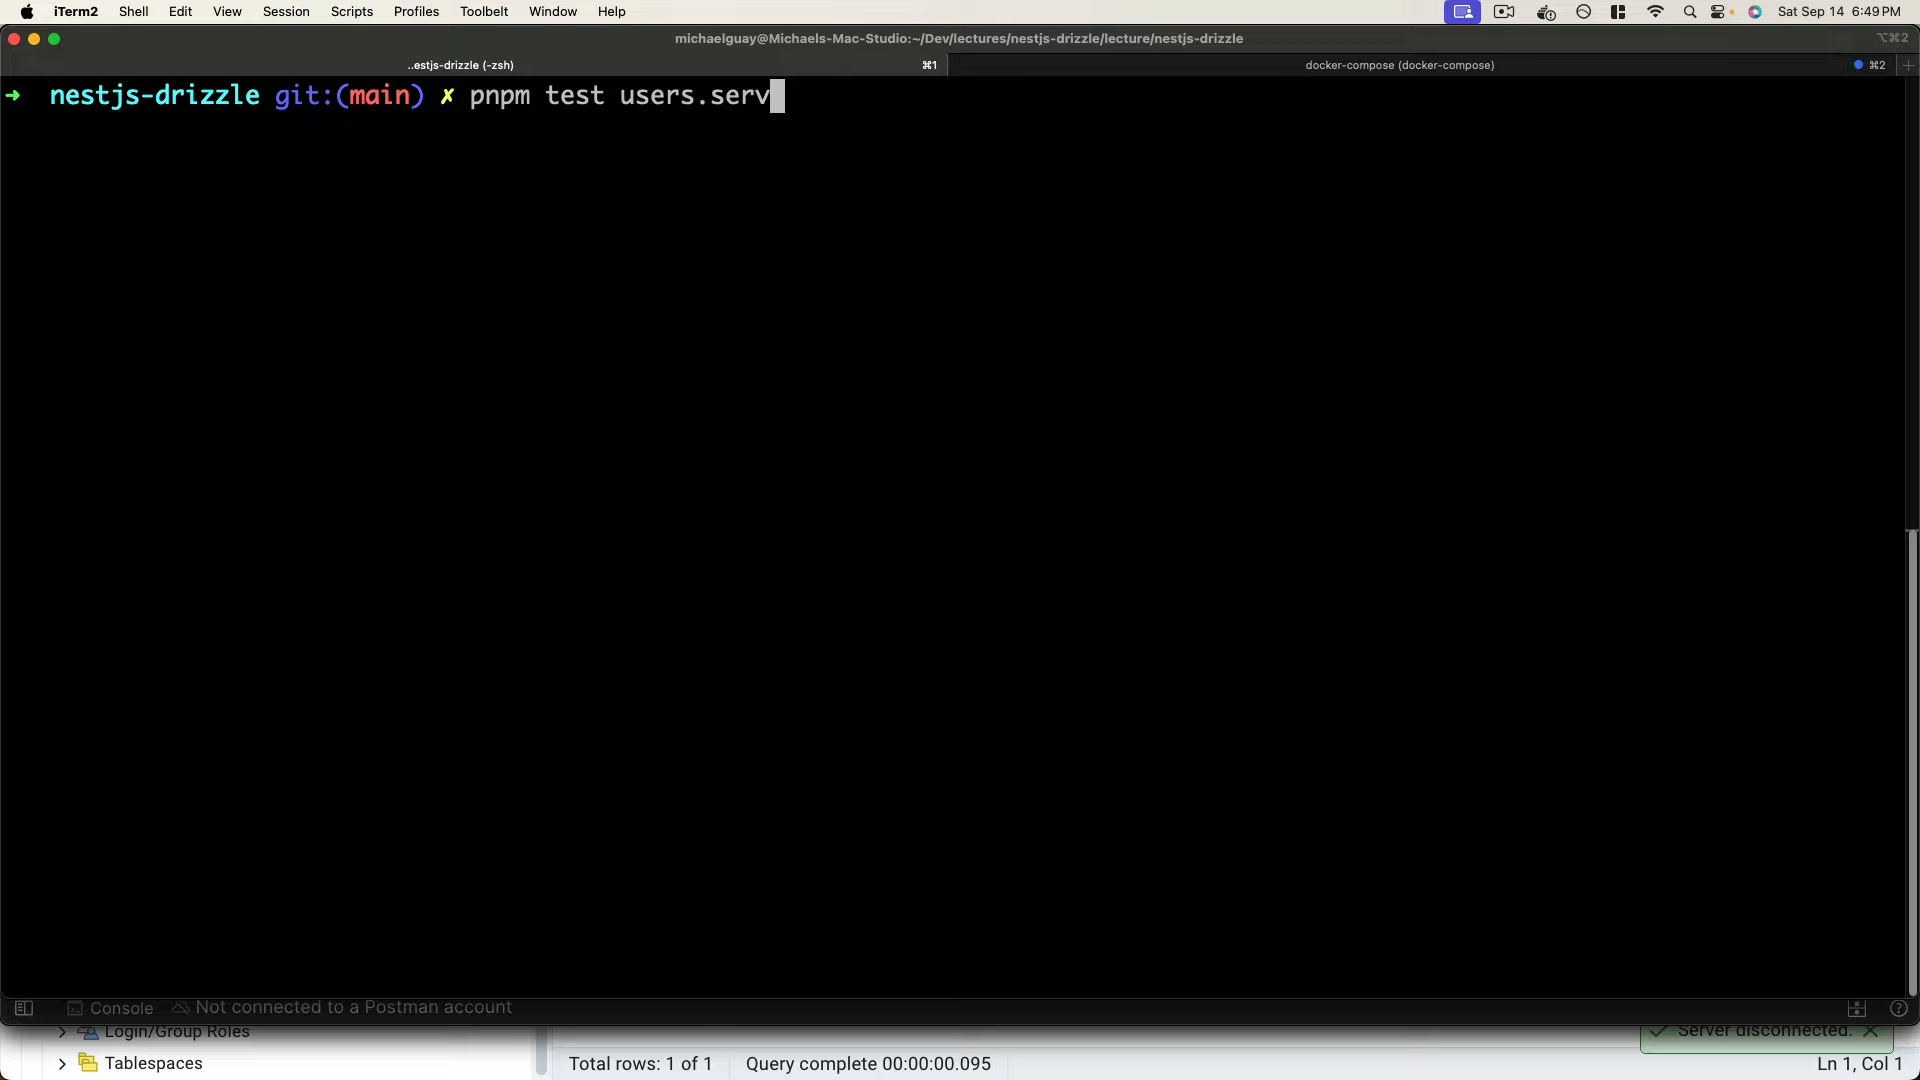 iTerm2 Shell Edit View Session Scripts Profiles Toolbelt Window Help Sat Sep 14 6:49 PM
michaelguay@Michaels-Mac-Studio:~/Dev/lectures/nestjs-drizzle/lecture/nestjs-drizzle ⌥⌘2
..estjs-drizzle (-zsh) ⌘1 docker-compose (docker-compose) ⌘2
➜ nestjs-drizzle git:(main) ✗ pnpm test users.serv
Console Not connected to a Postman account
Login/Group Roles Server disconnected.
Tablespaces Total rows: 1 of 1 Query complete 00:00:00.095 Ln 1, Col 1